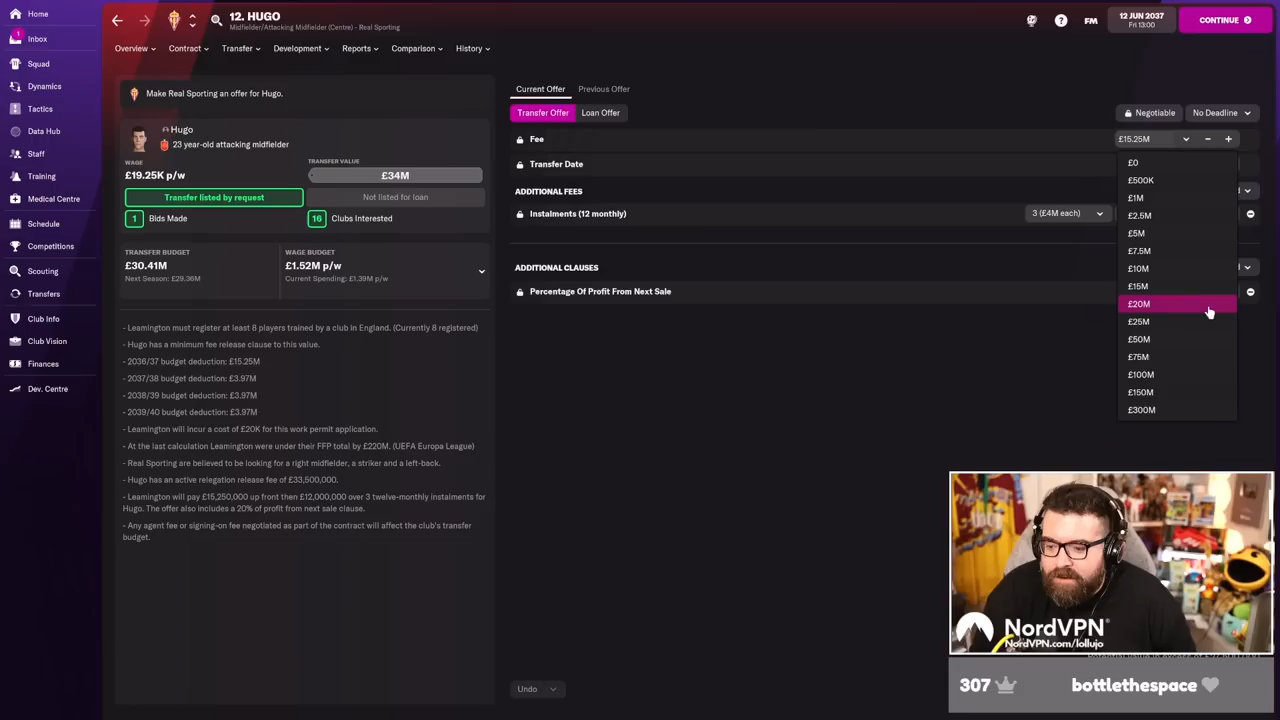 Home
12. HUGO
Midfielder/Attacking Midfielder (Centre) - Real Sporting
FM
12 JUN 2037
Fri 13:00
CONTINUE
1
Inbox
Squad
Dynamics
Tactics
Data Hub
Staff
Training
Medical Centre
Schedule
Competitions
Scouting
Transfers
Club Info
Club Vision
Finances
Dev. Centre
Overview
Contract
Transfer
Development
Reports
Comparison
History
Make Real Sporting an offer for Hugo.
Hugo
23 year-old attacking midfielder
WAGE
£19.25K p/w
TRANSFER VALUE
£34M
Transfer listed by request
Not listed for loan
1 Bids Made
16 Clubs Interested
TRANSFER BUDGET
£30.41M
Next Season: £29.36M
WAGE BUDGET
£1.52M p/w
Current Spending: £1.39M p/w
- Leamington must register at least 8 players trained by a club in England. (Currently 8 registered)
- Hugo has a minimum fee release clause to this value.
- 2036/37 budget deduction: £15.25M
- 2037/38 budget deduction: £3.97M
- 2038/39 budget deduction: £3.97M
- 2039/40 budget deduction: £3.97M
- Leamington will incur a cost of £20K for this work permit application.
- At the last calculation Leamington were under their FFP total by £220M. (UEFA Europa League)
- Real Sporting are believed to be looking for a right midfielder, a striker and a left-back.
- Hugo has an active relegation release fee of £33,500,000.
- Leamington will pay £15,250,000 up front then £12,000,000 over 3 twelve-monthly instalments for
Hugo. The offer also includes a 20% of profit from next sale clause.
- Any agent fee or signing-on fee negotiated as part of the contract will affect the club's transfer
budget.
Current Offer
Previous Offer
Transfer Offer
Loan Offer
Negotiable
No Deadline
Fee
£15.25M
Transfer Date
ADDITIONAL FEES
Instalments (12 monthly)
3 (£4M each)
ADDITIONAL CLAUSES
Percentage Of Profit From Next Sale
£0
£500K
£1M
£2.5M
£5M
£7.5M
£10M
£15M
£20M
£25M
£50M
£75M
£100M
£150M
£300M
Undo
NordVPN®
NordVPN.com/lollujo
307
bottlethespace